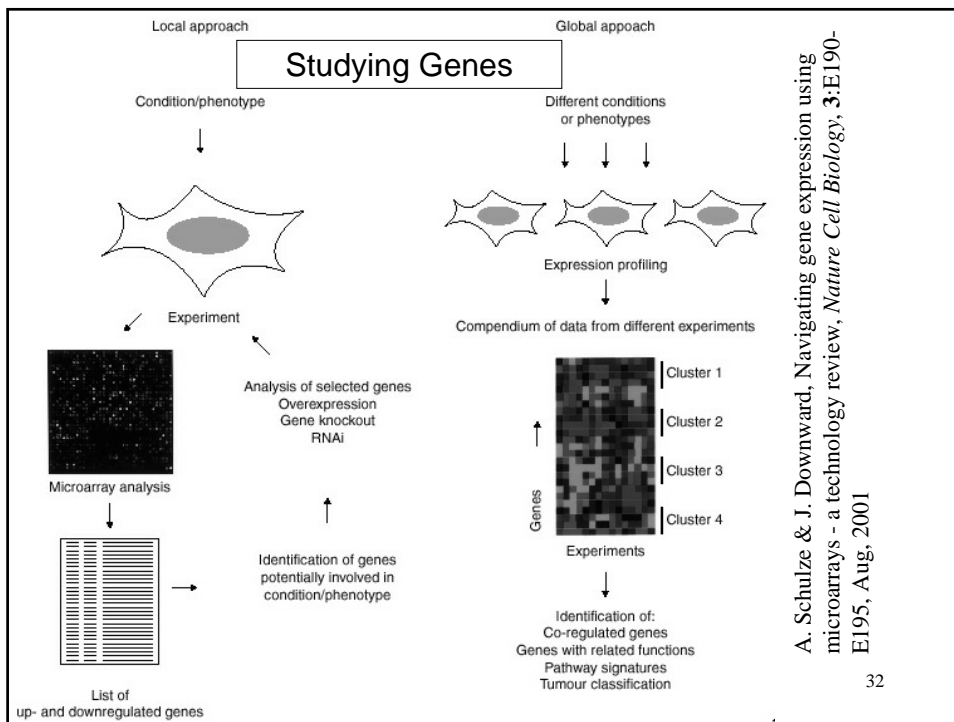 Local approach
Global appoach
Studying Genes
Condition/phenotype
Experiment
Microarray analysis
List of
up- and downregulated genes
Identification of genes
potentially involved in
condition/phenotype
Analysis of selected genes
Overexpression
Gene knockout
RNAi
Different conditions
or phenotypes
Expression profiling
Compendium of data from different experiments
Cluster 1
Cluster 2
Cluster 3
Cluster 4
Genes
Experiments
Identification of:
Co-regulated genes
Genes with related functions
Pathway signatures
Tumour classification
A. Schulze & J. Downward, Navigating gene expression using
microarrays - a technology review, Nature Cell Biology, 3:E190-
E195, Aug, 2001
32